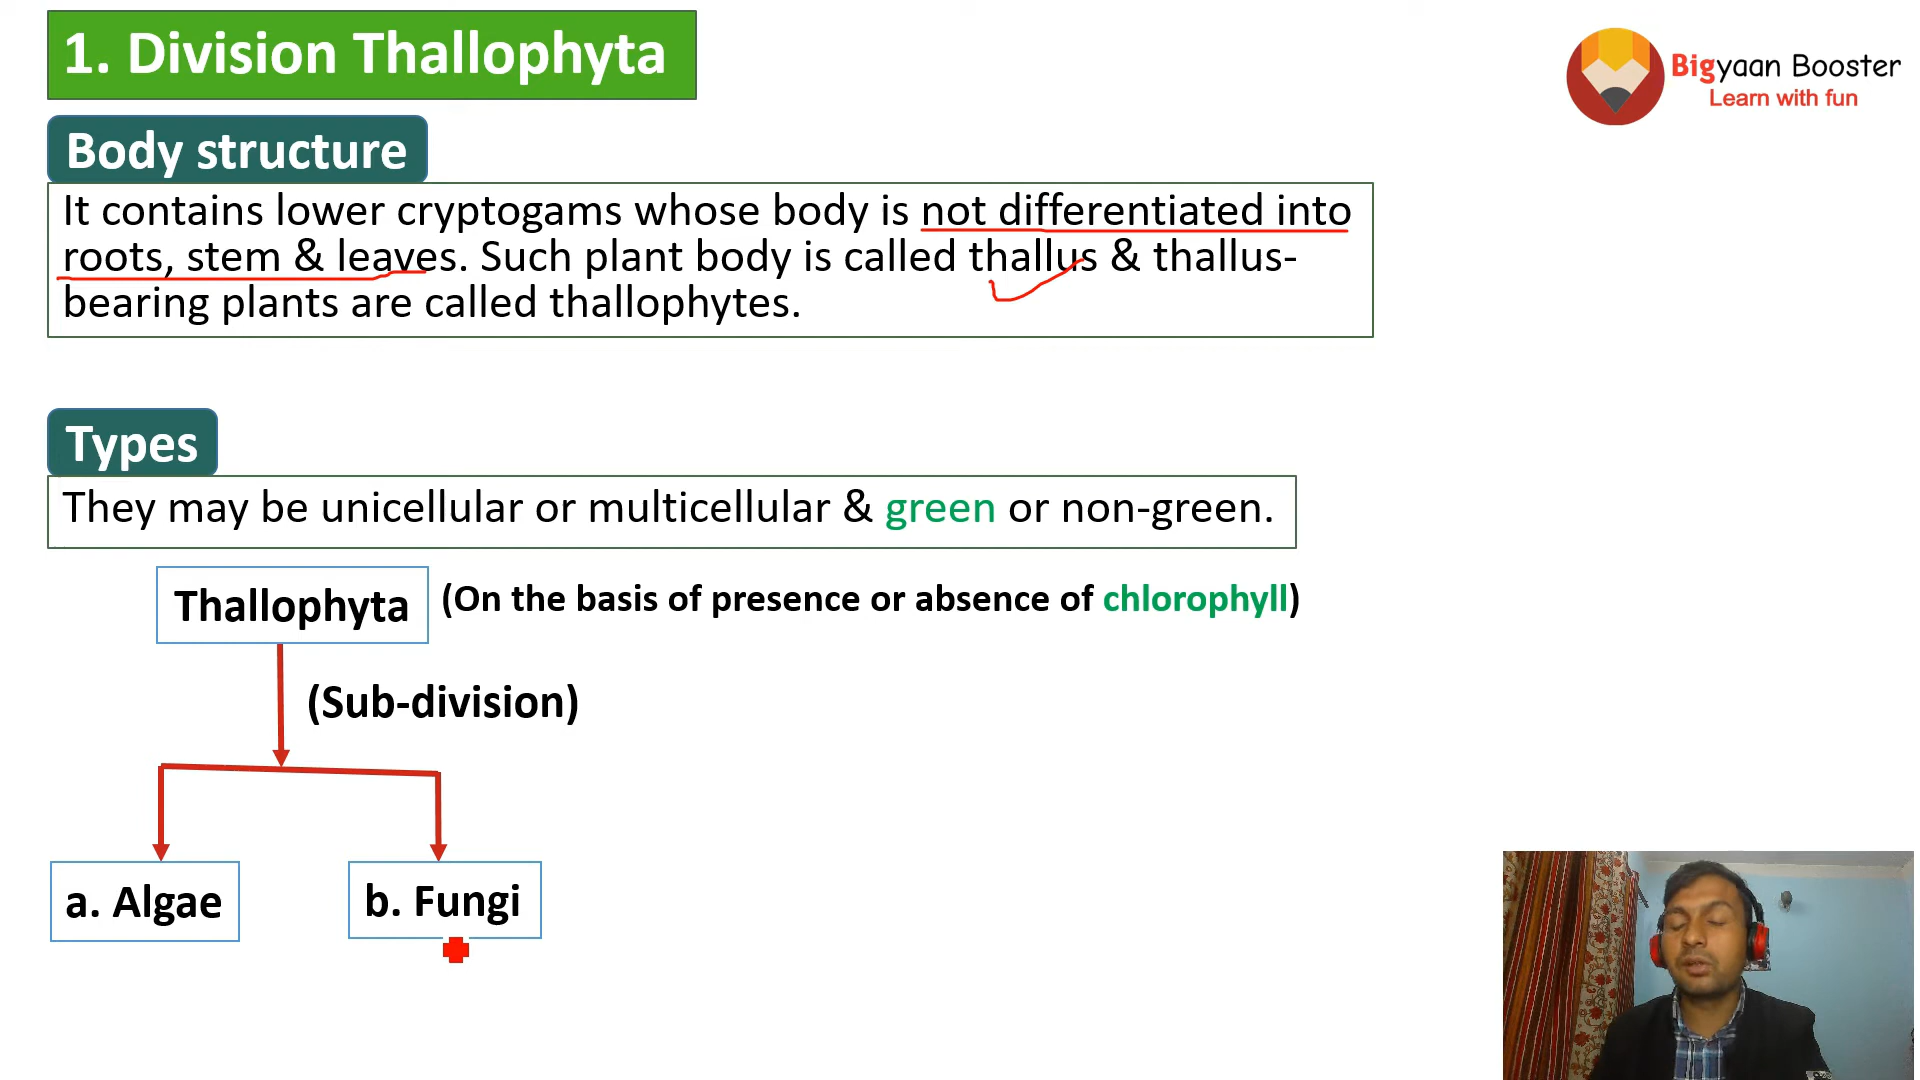 1. Division Thallophyta
Bigyaan Booster
Learn with fun
Body structure
It contains lower cryptogams whose body is not differentiated into
roots, stem & leaves. Such plant body is called thallus & thallus-
bearing plants are called thallophytes.
Types
They may be unicellular or multicellular & green or non-green.
Thallophyta
(On the basis of presence or absence of chlorophyll)
(Sub-division)
a. Algae
b. Fungi